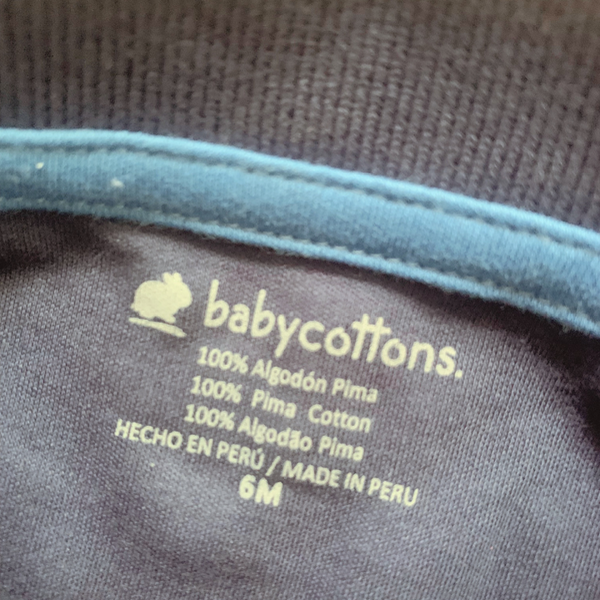 babycottons.
100% Algodón Pima
100% Pima Cotton
100% Algodão Pima
HECHO EN PERÚ / MADE IN PERU
6M